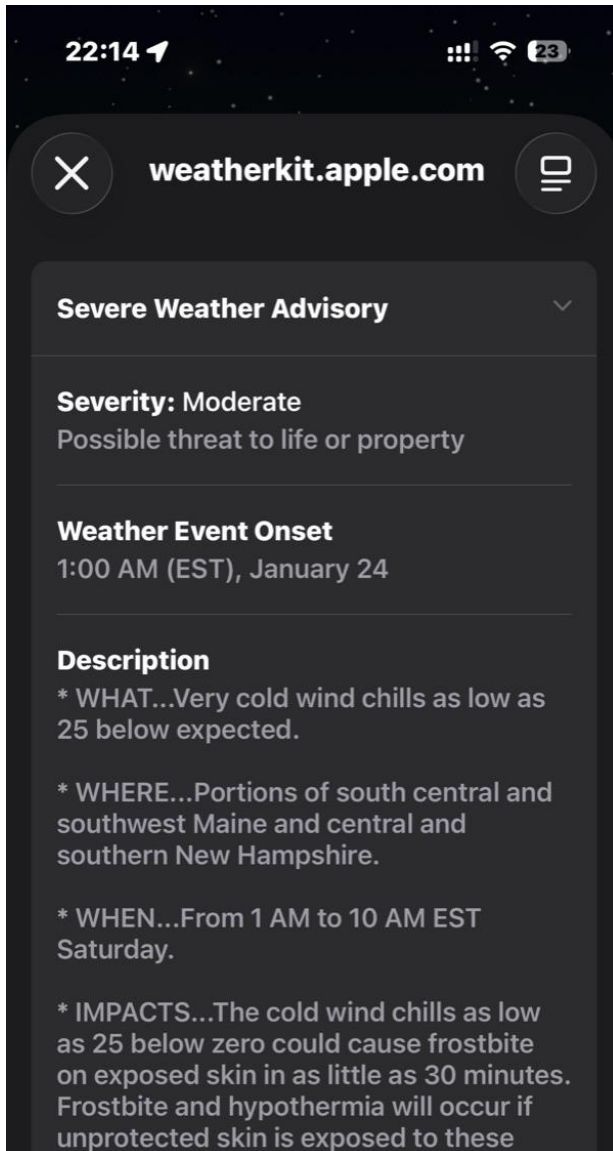 22:14
23
weatherkit.apple.com
Severe Weather Advisory
Severity: Moderate
Possible threat to life or property
Weather Event Onset
1:00 AM (EST), January 24
Description
* WHAT...Very cold wind chills as low as
25 below expected.
* WHERE...Portions of south central and
southwest Maine and central and
southern New Hampshire.
* WHEN...From 1 AM to 10 AM EST
Saturday.
* IMPACTS...The cold wind chills as low
as 25 below zero could cause frostbite
on exposed skin in as little as 30 minutes.
Frostbite and hypothermia will occur if
unprotected skin is exposed to these